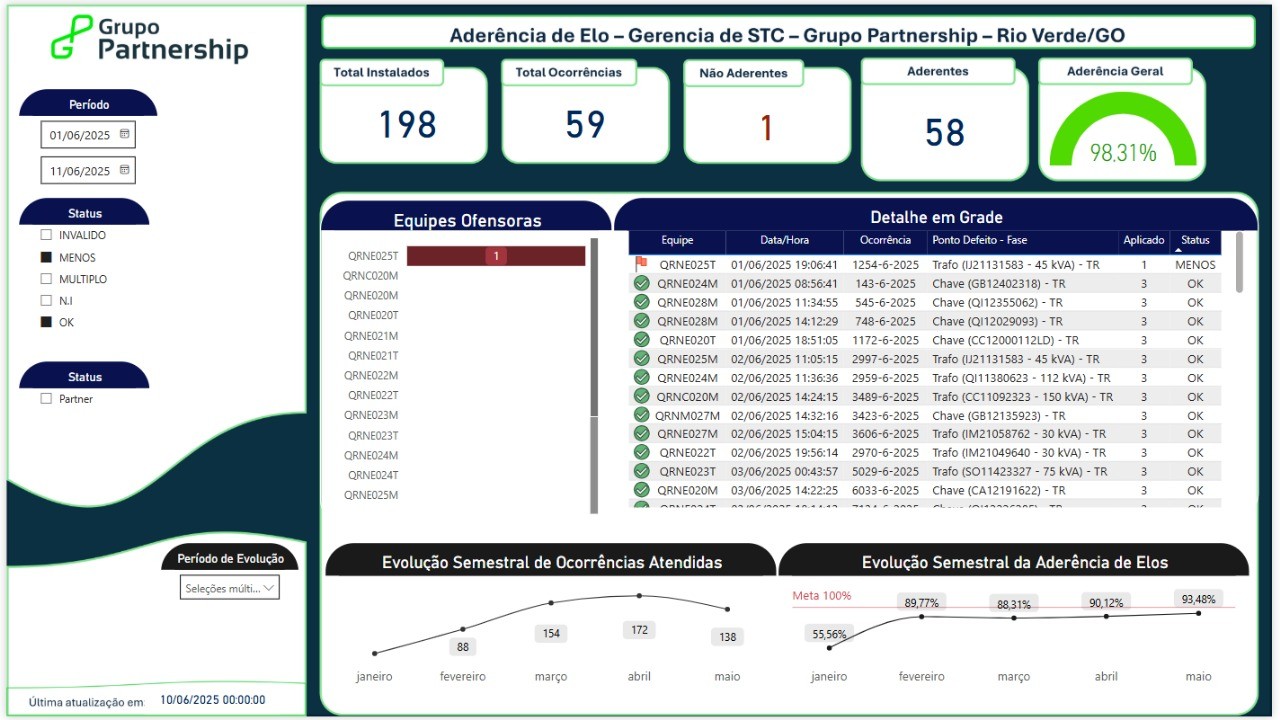 Grupo
Partnership
Aderência de Elo – Gerencia de STC – Grupo Partnership – Rio Verde/GO
Total Instalados
198
Total Ocorrências
59
Não Aderentes
1
Aderentes
58
Aderência Geral
98.31%
Período
01/06/2025
11/06/2025
Status
INVALIDO
MENOS
MULTIPLO
N.I
OK
Status
Partner
Período de Evolução
Seleções múlti...
Última atualização em:
10/06/2025 00:00:00
Equipes Ofensoras
QRNE025T 1
QRNC020M
QRNE020M
QRNE020T
QRNE021M
QRNE021T
QRNE022M
QRNE022T
QRNE023M
QRNE023T
QRNE024M
QRNE024T
QRNE025M
Detalhe em Grade
Equipe Data/Hora Ocorrência Ponto Defeito - Fase Aplicado Status
QRNE025T 01/06/2025 19:06:41 1254-6-2025 Trafo (IJ21131583 - 45 kVA) - TR 1 MENOS
QRNE024M 01/06/2025 08:56:41 143-6-2025 Chave (GB12402318) - TR 3 OK
QRNE028M 01/06/2025 11:34:55 545-6-2025 Chave (QI12355062) - TR 3 OK
QRNE028M 01/06/2025 14:12:29 748-6-2025 Chave (QI12029093) - TR 3 OK
QRNE020T 01/06/2025 18:51:05 1172-6-2025 Chave (CC12000112LD) - TR 3 OK
QRNE025M 02/06/2025 11:05:15 2997-6-2025 Trafo (IJ21131583 - 45 kVA) - TR 3 OK
QRNE024M 02/06/2025 11:36:36 2959-6-2025 Trafo (QI11380623 - 112 kVA) - TR 3 OK
QRNC020M 02/06/2025 14:24:15 3489-6-2025 Trafo (CC11092323 - 150 kVA) - TR 3 OK
QRNM027M 02/06/2025 14:32:16 3423-6-2025 Chave (GB12135923) - TR 3 OK
QRNE027M 02/06/2025 15:04:15 3606-6-2025 Trafo (IM21058762 - 30 kVA) - TR 3 OK
QRNE022T 02/06/2025 19:56:14 2970-6-2025 Trafo (IM21049640 - 30 kVA) - TR 3 OK
QRNE023T 03/06/2025 00:43:57 5029-6-2025 Trafo (SO11423327 - 75 kVA) - TR 3 OK
QRNE020M 03/06/2025 14:22:25 6033-6-2025 Chave (CA12191622) - TR 3 OK
Evolução Semestral de Ocorrências Atendidas
88
154
172
138
janeiro fevereiro março abril maio
Evolução Semestral da Aderência de Elos
Meta 100%
55,56%
89,77%
88,31%
90,12%
93,48%
janeiro fevereiro março abril maio